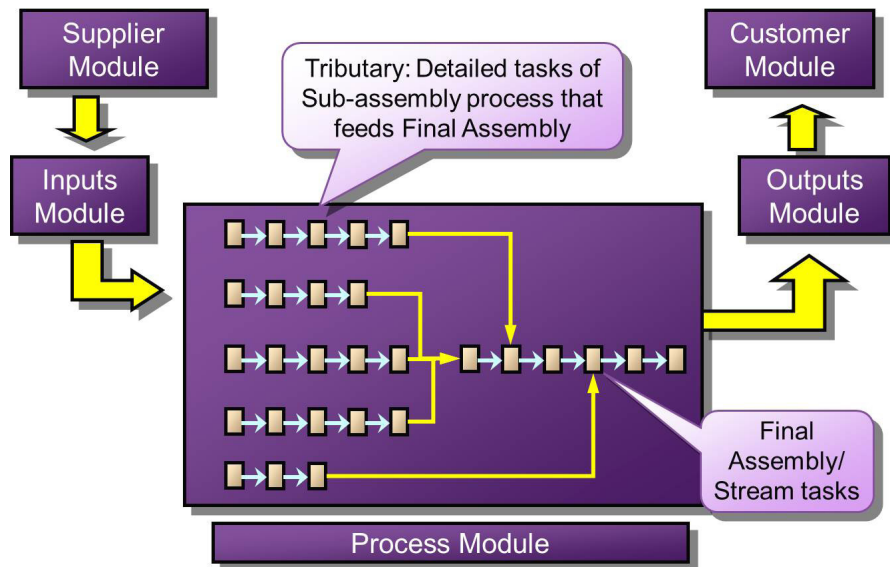 Supplier
Module
Customer
Module
Tributary: Detailed tasks of
Sub-assembly process that
feeds Final Assembly
Inputs
Module
Outputs
Module
Final
Assembly/
Stream tasks
Process Module